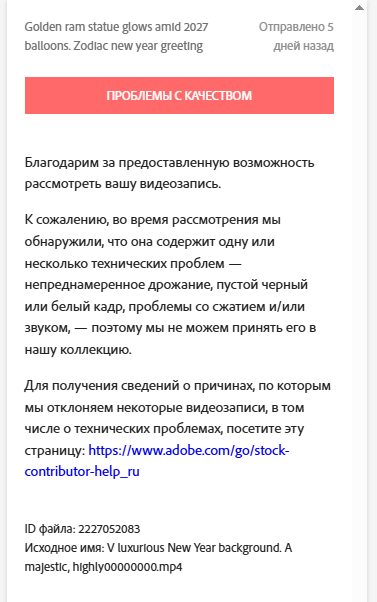 Golden ram statue glows amid 2027
balloons. Zodiac new year greeting
Отправлено 5
дней назад
ПРОБЛЕМЫ С КАЧЕСТВОМ
Благодарим за предоставленную возможность
рассмотреть вашу видеозапись.
К сожалению, во время рассмотрения мы
обнаружили, что она содержит одну или
несколько технических проблем —
непреднамеренное дрожание, пустой черный
или белый кадр, проблемы со сжатием и/или
звуком, — поэтому мы не можем принять его в
нашу коллекцию.
Для получения сведений о причинах, по которым
мы отклоняем некоторые видеозаписи, в том
числе о технических проблемах, посетите эту
страницу: https://www.adobe.com/go/stock-
contributor-help_ru
ID файла: 2227052083
Исходное имя: V luxurious New Year background. A
majestic, highly00000000.mp4